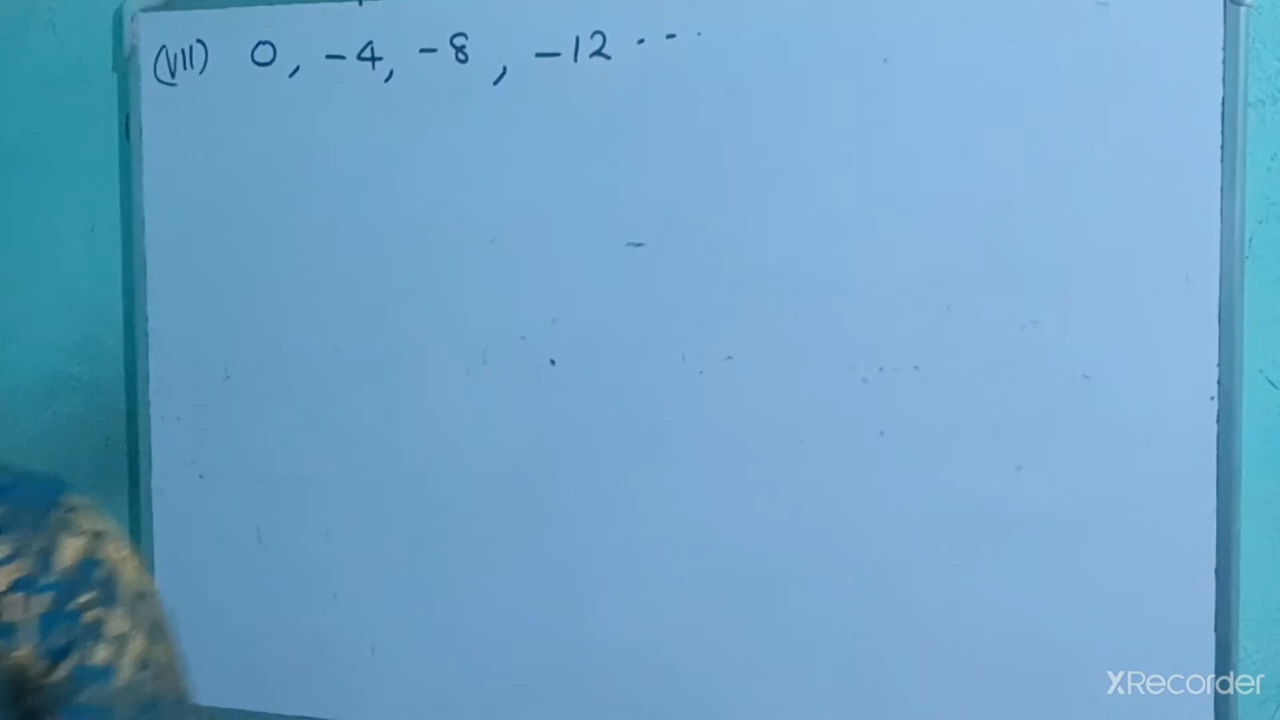 (VII) 0, -4, -8, -12 ...
XRecorder